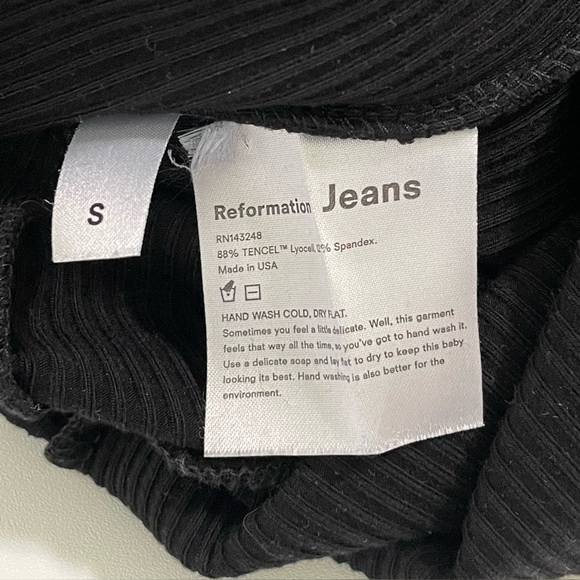 S
Reformation Jeans
RN143248
88% TENCEL™ Lyocell, Spandex.
Made in USA
HAND WASH COLD, DRY FLAT.
Sometimes you feel a little delicate. Well, this garment
feels that way all the time, so you've got to hand wash it.
Use a delicate soap and lay flat to dry to keep this baby
looking its best. Hand washing is also better for the
environment.